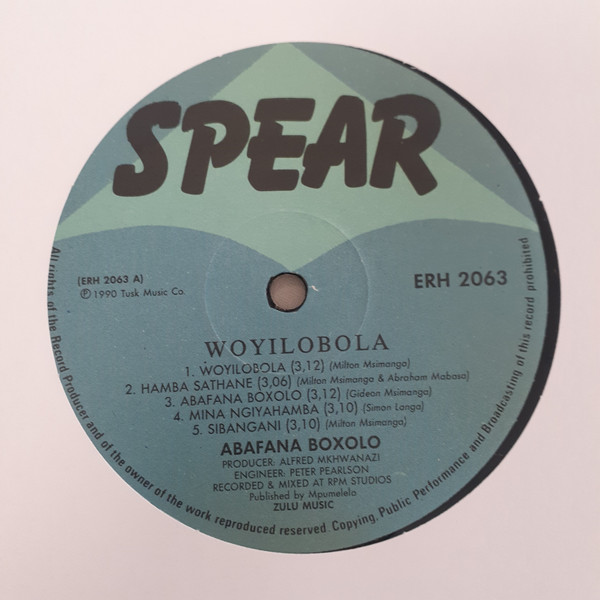 SPEAR
(ERH 2063 A)
℗ 1990 Tusk Music Co.
ERH 2063
WOYILOBOLA
1. WOYILOBOLA (3,12) (Milton Msimanga)
2. HAMBA SATHANE (3,06) (Milton Msimanga & Abraham Mabaso)
3. ABAFANA BOXOLO (3,12) (Gideon Msimanga)
4. MINA NGIYAHAMBA (3,10) (Simon Langa)
5. SIBANGANI (3,10) (Milton Msimanga)
ABAFANA BOXOLO
PRODUCER: ALFRED MKHWANAZI
ENGINEER: PETER PEARLSON
RECORDED & MIXED AT RPM STUDIOS
Published by Mpumelelo
ZULU MUSIC
All rights of the Record Producer and of the owner of the work reproduced reserved. Copying, Public Performance and Broadcasting of this record prohibited